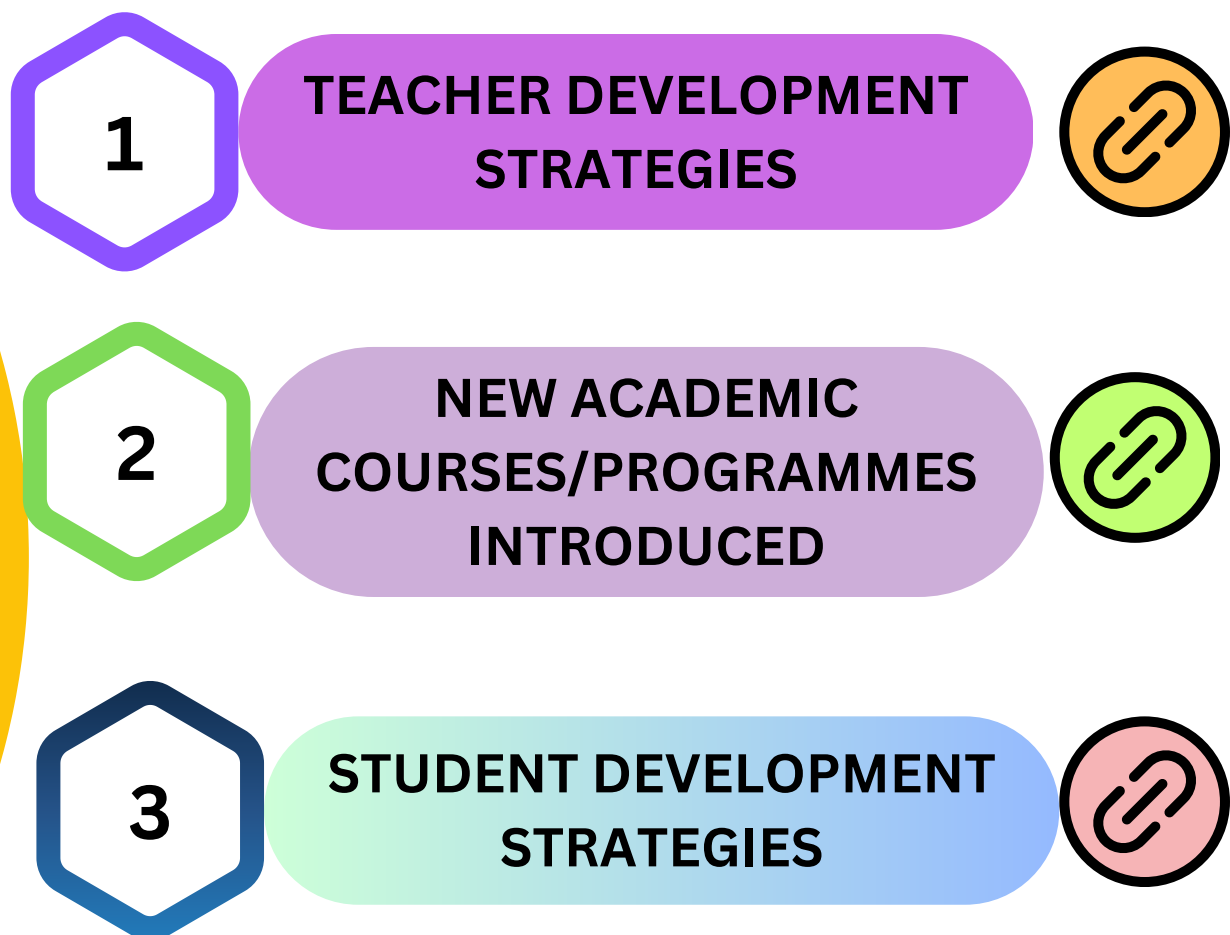 1
TEACHER DEVELOPMENT
STRATEGIES
2
NEW ACADEMIC
COURSES/PROGRAMMES
INTRODUCED
3
STUDENT DEVELOPMENT
STRATEGIES